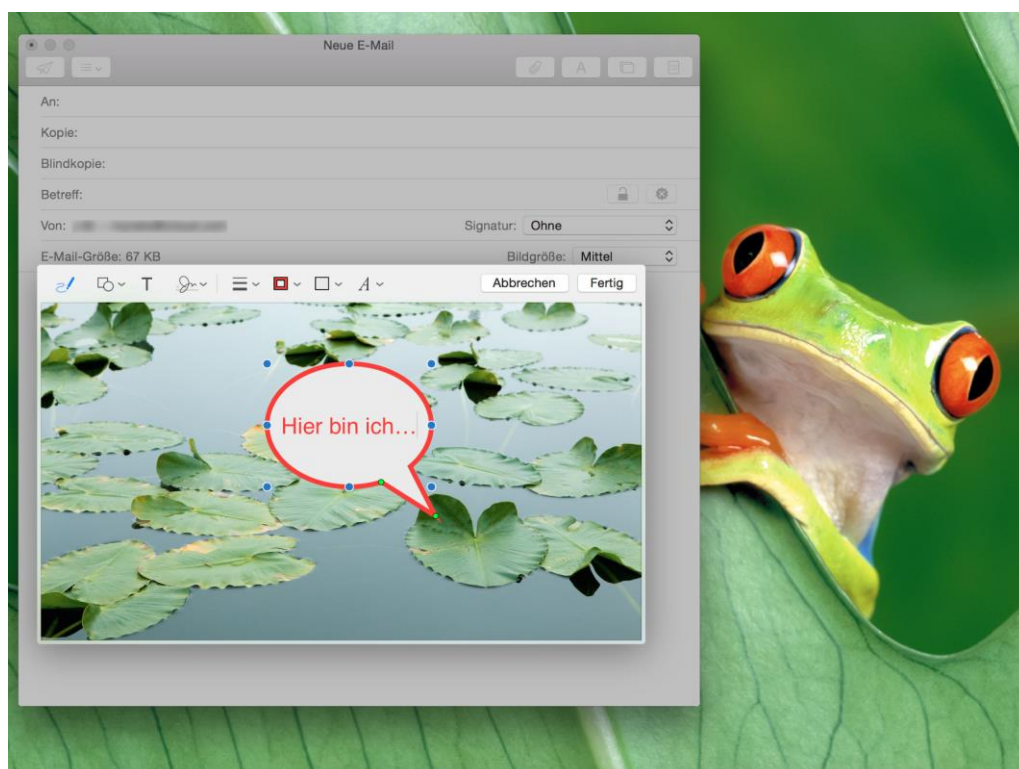 Neue E-Mail
An:
Kopie:
Blindkopie:
Betreff:
Von:
Signatur: Ohne
E-Mail-Größe: 67 KB
Bildgröße: Mittel
T
A
Abbrechen
Fertig
Hier bin ich...